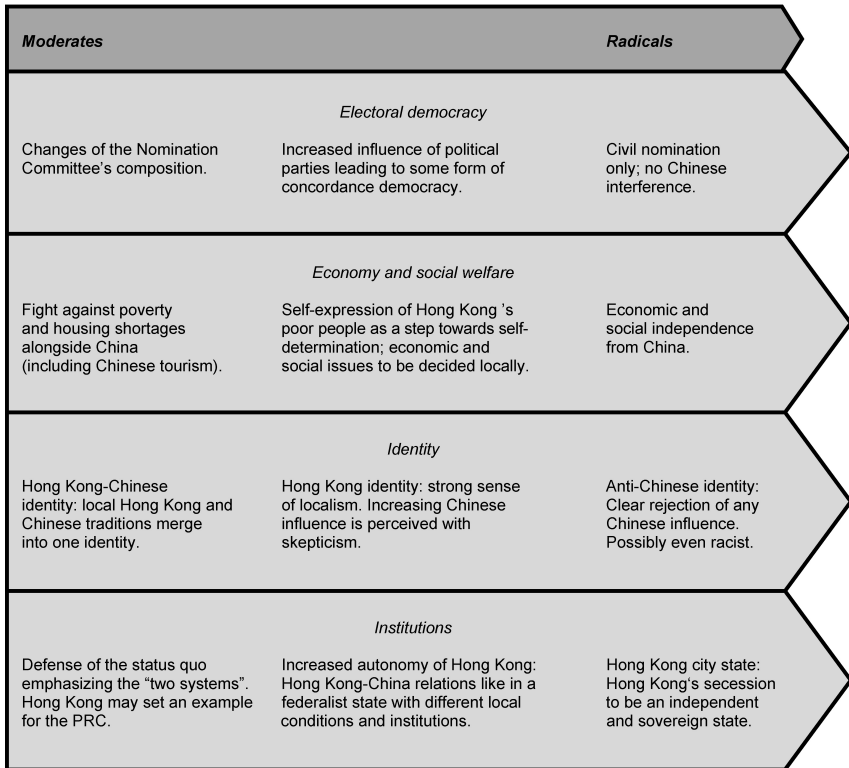 Moderates Radicals
Electoral democracy
Changes of the Nomination
Committee's composition.
Increased influence of political
parties leading to some form of
concordance democracy.
Civil nomination
only; no Chinese
interference.
Economy and social welfare
Fight against poverty
and housing shortages
alongside China
(including Chinese tourism).
Self-expression of Hong Kong 's
poor people as a step towards self-
determination; economic and
social issues to be decided locally.
Economic and
social independence
from China.
Identity
Hong Kong-Chinese
identity: local Hong Kong and
Chinese traditions merge
into one identity.
Hong Kong identity: strong sense
of localism. Increasing Chinese
influence is perceived with
skepticism.
Anti-Chinese identity:
Clear rejection of any
Chinese influence.
Possibly even racist.
Institutions
Defense of the status quo
emphasizing the “two systems”.
Hong Kong may set an example
for the PRC.
Increased autonomy of Hong Kong:
Hong Kong-China relations like in a
federalist state with different local
conditions and institutions.
Hong Kong city state:
Hong Kong‘s secession
to be an independent
and sovereign state.